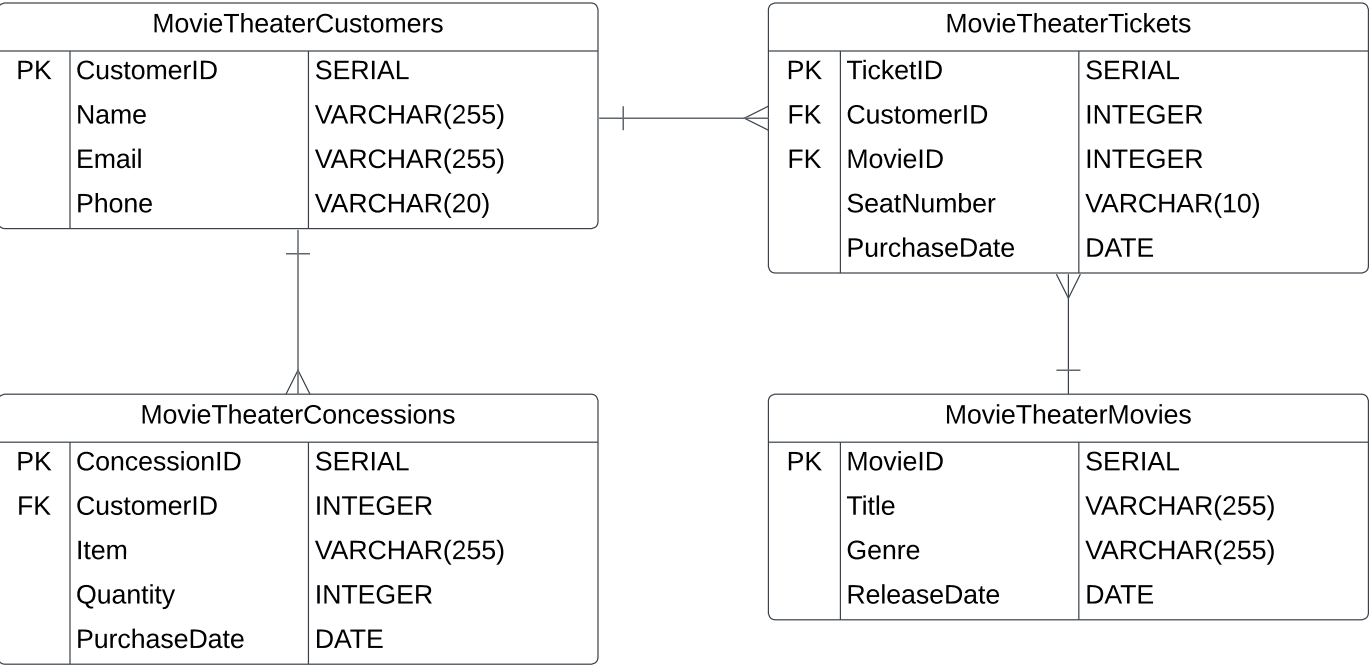 MovieTheaterCustomers
PK CustomerID SERIAL
Name VARCHAR(255)
Email VARCHAR(255)
Phone VARCHAR(20)
MovieTheaterTickets
PK TicketID SERIAL
FK CustomerID INTEGER
FK MovieID INTEGER
SeatNumber VARCHAR(10)
PurchaseDate DATE
MovieTheaterConcessions
PK ConcessionID SERIAL
FK CustomerID INTEGER
Item VARCHAR(255)
Quantity INTEGER
PurchaseDate DATE
MovieTheaterMovies
PK MovieID SERIAL
Title VARCHAR(255)
Genre VARCHAR(255)
ReleaseDate DATE